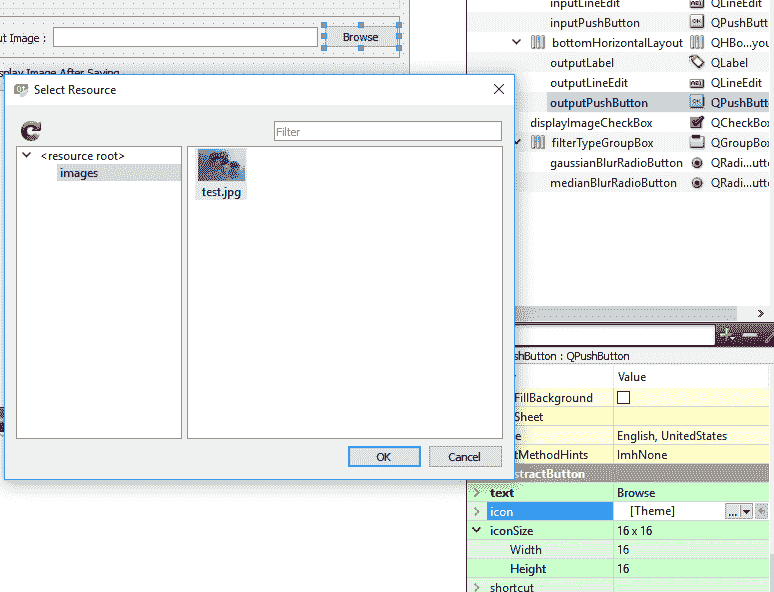 ut Image :
Browse
splay Image After Saving
Select Resource
Filter
<resource root>
images
test.jpg
OK
Cancel
inputLineEdit QLineEdit
inputPushButton QPushButt
bottomHorizontalLayout QHBo...you
outputLabel QLabel
outputLineEdit QLineEdit
outputPushButton QPushButt
displayImageCheckBox QCheckBox
filterTypeGroupBox QGroupBox
gaussianBlurRadioButton QRadi...utto
medianBlurRadioButton QRadi...utto
shButton : QPushButton
Value
FillBackground
Sheet
e English, UnitedStates
tMethodHints ImhNone
stractButton
text Browse
icon [Theme] ...
iconSize 16 x 16
Width 16
Height 16
shortcut